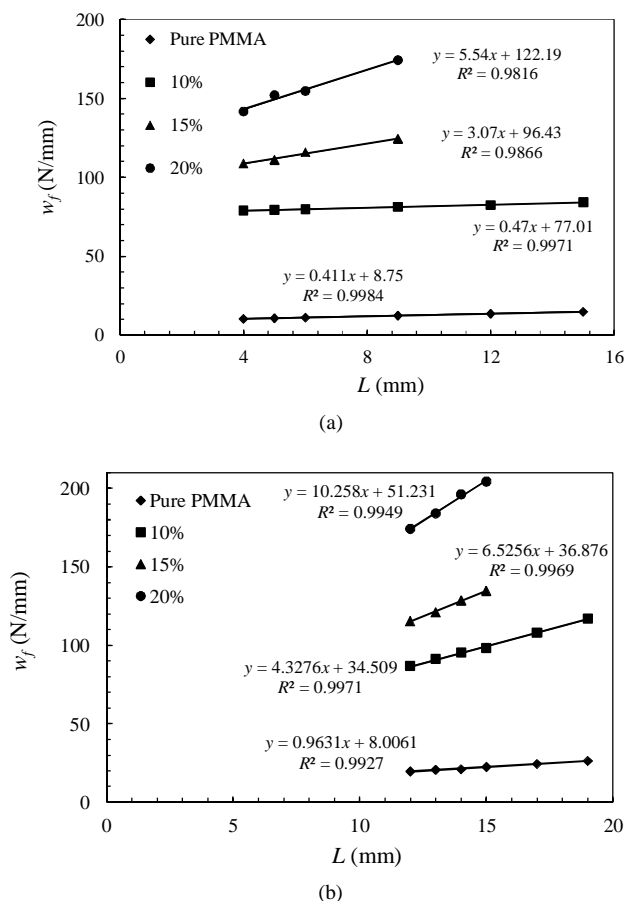 200
150
100
50
0
w_f (N/mm)
Pure PMMA
10%
15%
20%
y = 5.54x + 122.19
R² = 0.9816
y = 3.07x + 96.43
R² = 0.9866
y = 0.47x + 77.01
R² = 0.9971
y = 0.411x + 8.75
R² = 0.9984
0 4 8 12 16
L (mm)
(a)
200
150
100
50
0
w_f (N/mm)
Pure PMMA
10%
15%
20%
y = 10.258x + 51.231
R² = 0.9949
y = 6.5256x + 36.876
R² = 0.9969
y = 4.3276x + 34.509
R² = 0.9971
y = 0.9631x + 8.0061
R² = 0.9927
0 5 10 15 20
L (mm)
(b)